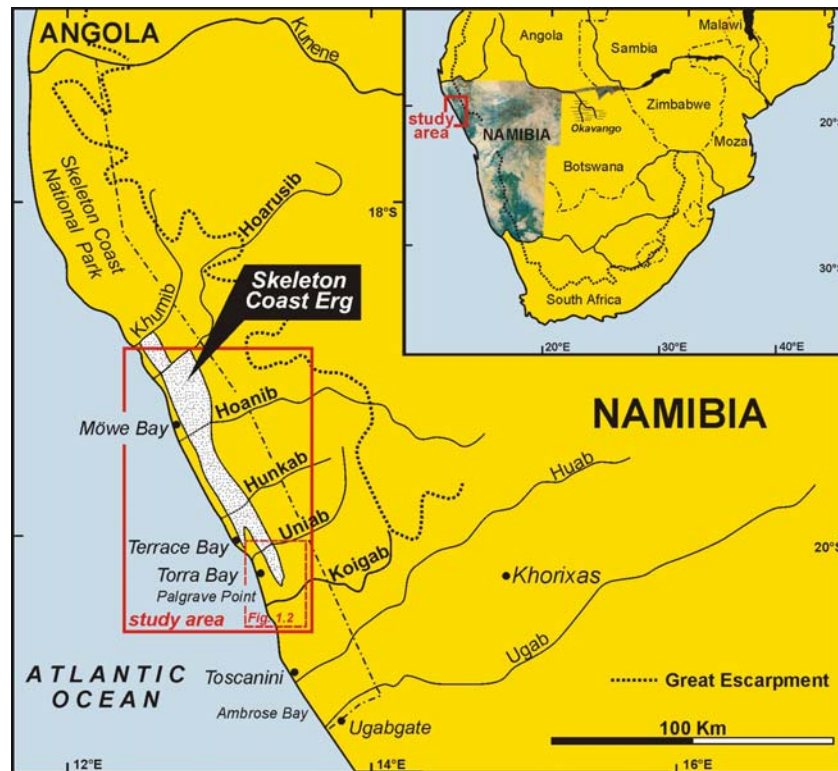 ANGOLA
Kunene
Skeleton Coast
National Park
Hoarusib
18°S
Skeleton
Coast Erg
Khumib
Hoanib
Möwe Bay
NAMIBIA
Hunkab
Huab
Uniab
Terrace Bay
20°S
Torra Bay
Koigab
Khorixas
Palgrave Point
study area
Fig. 1.2
Ugab
ATLANTIC
OCEAN
Toscanini
Great Escarpment
Ambrose Bay
Ugabgate
100 Km
12°E
14°E
16°E
Malawi
Angola
Sambia
study
area
NAMIBIA
Okavango
Zimbabwe
20°
Moza
Botswana
30°
South Africa
20°E
30°E
40°E